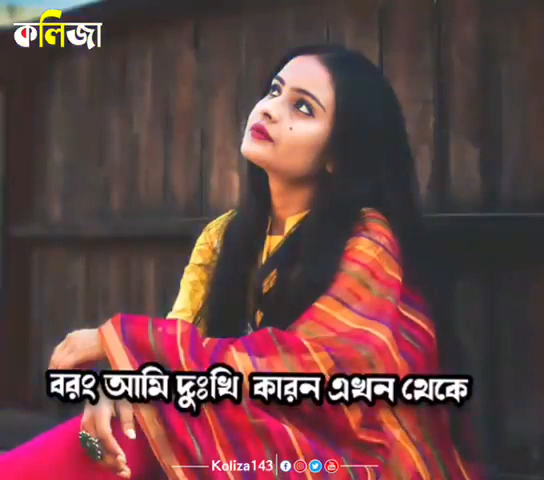 কলিজা
বরং আমি দুঃখি কারন এখন থেকে
Koliza143